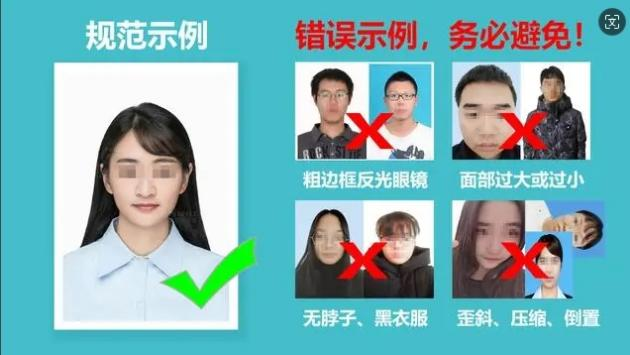 规范示例
错误示例，务必避免！
粗边框反光眼镜
面部过大或过小
无脖子、黑衣服
歪斜、压缩、倒置